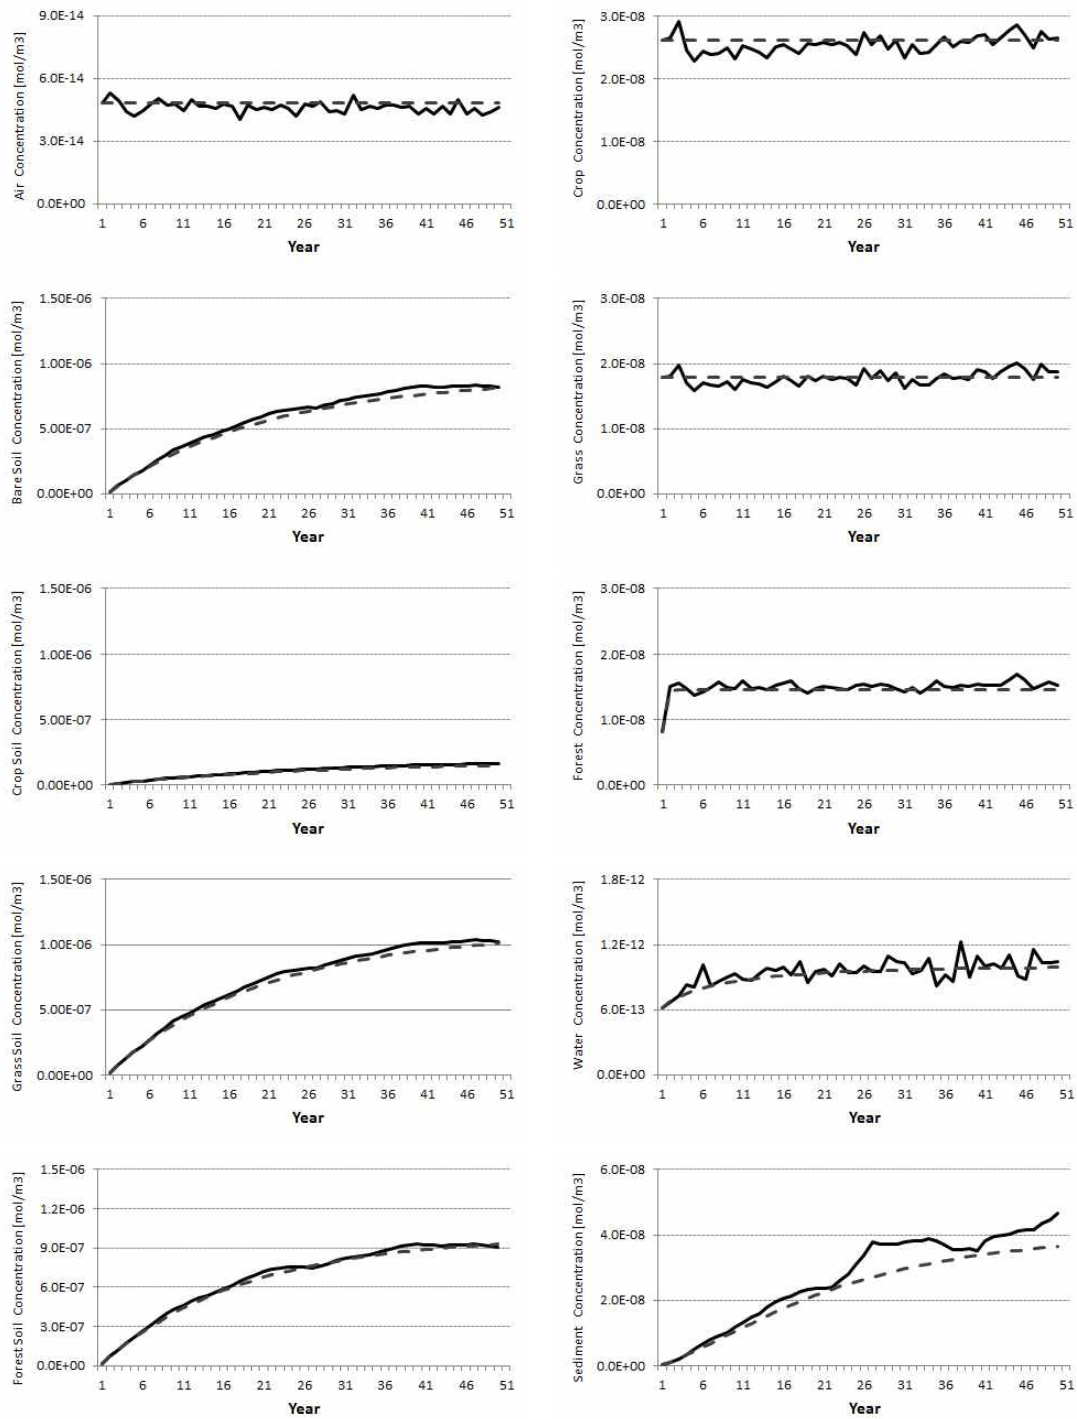 Air Concentration [mol/m3]
9.0E-14
6.0E-14
3.0E-14
0.0E+00
1 6 11 16 21 26 31 36 41 46 51
Year
Crop Concentration [mol/m3]
3.0E-08
2.0E-08
1.0E-08
0.0E+00
1 6 11 16 21 26 31 36 41 46 51
Year
Bare Soil Concentration [mol/m3]
1.50E-06
1.00E-06
5.00E-07
0.00E+00
1 6 11 16 21 26 31 36 41 46 51
Year
Grass Concentration [mol/m3]
3.0E-08
2.0E-08
1.0E-08
0.0E+00
1 6 11 16 21 26 31 36 41 46 51
Year
Crop Soil Concentration [mol/m3]
1.50E-06
1.00E-06
5.00E-07
0.00E+00
1 6 11 16 21 26 31 36 41 46 51
Year
Forest Concentration [mol/m3]
3.0E-08
2.0E-08
1.0E-08
0.0E+00
1 6 11 16 21 26 31 36 41 46 51
Year
Grass Soil Concentration [mol/m3]
1.50E-06
1.00E-06
5.00E-07
0.00E+00
1 6 11 16 21 26 31 36 41 46 51
Year
Water Concentration [mol/m3]
1.8E-12
1.2E-12
6.0E-13
0.0E+00
1 6 11 16 21 26 31 36 41 46 51
Year
Forest Soil Concentration [mol/m3]
1.5E-06
1.2E-06
9.0E-07
6.0E-07
3.0E-07
0.0E+00
1 6 11 16 21 26 31 36 41 46 51
Year
Sediment Concentration [mol/m3]
6.0E-08
4.0E-08
2.0E-08
0.0E+00
1 6 11 16 21 26 31 36 41 46 51
Year